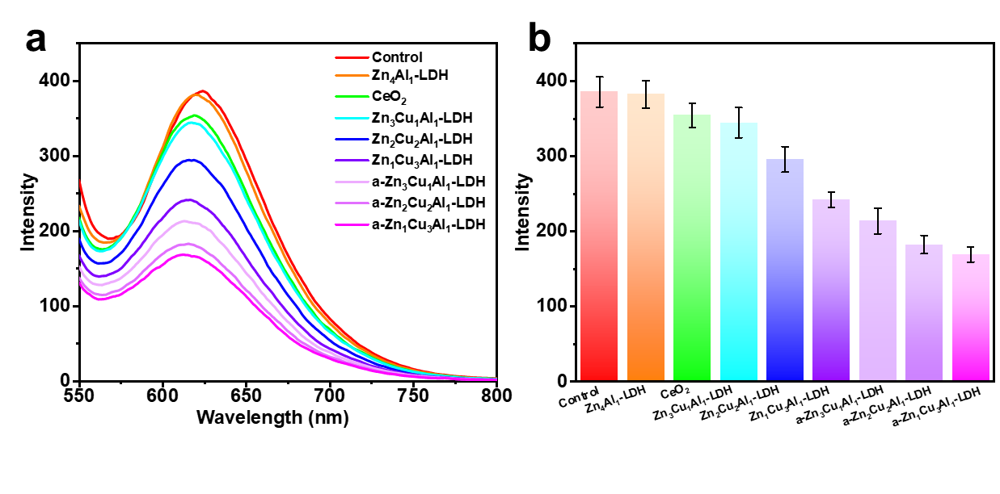 a
400
300
200
100
0
Intensity
550
600
650
700
750
800
Wavelength (nm)
Control
Zn₄Al₁-LDH
CeO₂
Zn₃Cu₁Al₁-LDH
Zn₂Cu₂Al₁-LDH
Zn₁Cu₃Al₁-LDH
a-Zn₃Cu₁Al₁-LDH
a-Zn₂Cu₂Al₁-LDH
a-Zn₁Cu₃Al₁-LDH
b
400
300
200
100
0
Intensity
Control
Zn₄Al₁-LDH
CeO₂
Zn₃Cu₁Al₁-LDH
Zn₂Cu₂Al₁-LDH
Zn₁Cu₃Al₁-LDH
a-Zn₃Cu₁Al₁-LDH
a-Zn₂Cu₂Al₁-LDH
a-Zn₁Cu₃Al₁-LDH